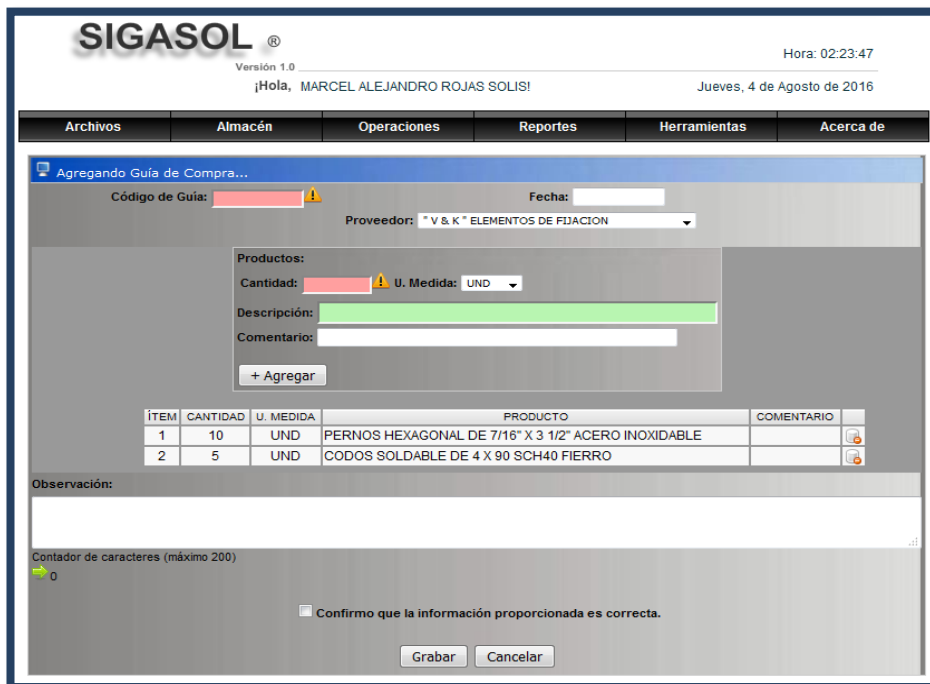 SIGASOL ®
Versión 1.0
Hora: 02:23:47
¡Hola, MARCEL ALEJANDRO ROJAS SOLIS!
Jueves, 4 de Agosto de 2016
Archivos Almacén Operaciones Reportes Herramientas Acerca de
Agregando Guía de Compra...
Código de Guía: Fecha:
Proveedor: " V & K " ELEMENTOS DE FIJACION
Productos:
Cantidad: U. Medida: UND
Descripción:
Comentario:
+ Agregar
ÍTEM CANTIDAD U. MEDIDA PRODUCTO COMENTARIO
1 10 UND PERNOS HEXAGONAL DE 7/16" X 3 1/2" ACERO INOXIDABLE
2 5 UND CODOS SOLDABLE DE 4 X 90 SCH40 FIERRO
Observación:
Contador de caracteres (máximo 200)
0
Confirmo que la información proporcionada es correcta.
Grabar Cancelar